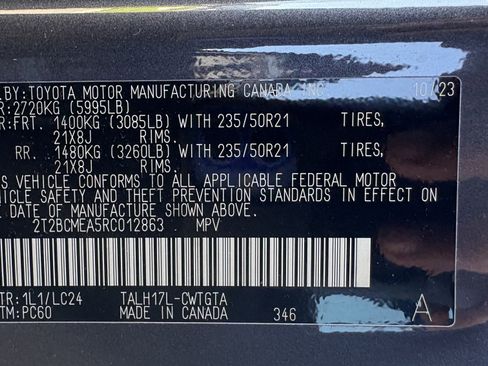 BY:TOYOTA MOTOR MANUFACTURING CANADA INC. 10/23
R:2720KG (5995LB)
R:FRT. 1400KG (3085LB) WITH 235/50R21 TIRES,
21X8J RIMS.
RR. 1480KG (3260LB) WITH 235/50R21 TIRES,
21X8J RIMS.
IS VEHICLE CONFORMS TO ALL APPLICABLE FEDERAL MOTOR
HICLE SAFETY AND THEFT PREVENTION STANDARDS IN EFFECT ON
E DATE OF MANUFACTURE SHOWN ABOVE.
2T2BCMEA5RC012863 MPV
TR:1L1/LC24 TALH17L-CWTGTA
TM:PC60 MADE IN CANADA 346 A